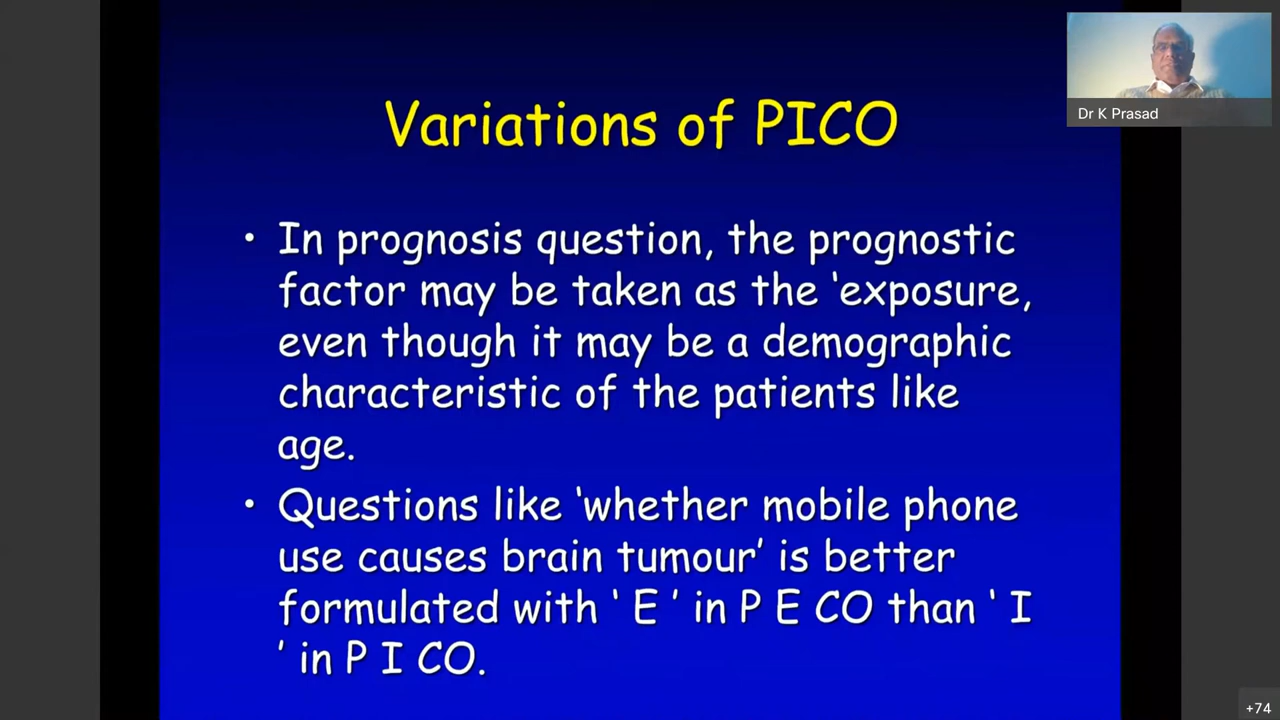 Variations of PICO
Dr K Prasad
• In prognosis question, the prognostic
factor may be taken as the ‘exposure,
even though it may be a demographic
characteristic of the patients like
age.
• Questions like ‘whether mobile phone
use causes brain tumour’ is better
formulated with ‘ E ’ in P E CO than ‘ I
’ in P I CO.
+74